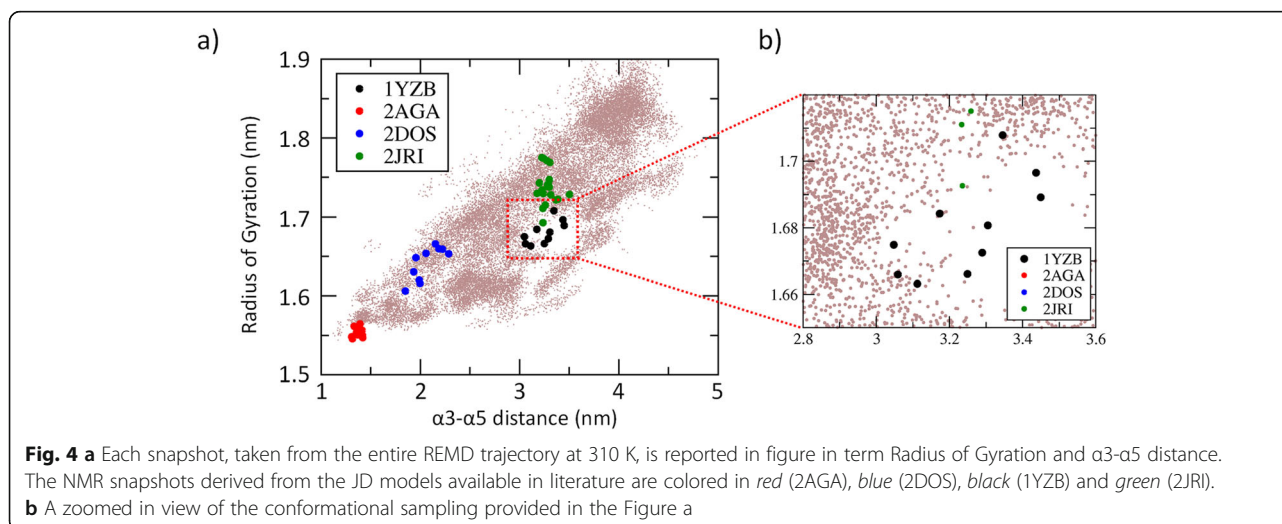 a)
b)
Radius of Gyration (nm)
1.9
1.8
1.7
1.6
1.5
1YZB
2AGA
2DOS
2JRI
1
2
3
4
5
α3-α5 distance (nm)
1.7
1.68
1.66
1YZB
2AGA
2DOS
2JRI
2.8
3
3.2
3.4
3.6
Fig. 4 a Each snapshot, taken from the entire REMD trajectory at 310 K, is reported in figure in term Radius of Gyration and α3-α5 distance.
The NMR snapshots derived from the JD models available in literature are colored in red (2AGA), blue (2DOS), black (1YZB) and green (2JRI).
b A zoomed in view of the conformational sampling provided in the Figure a